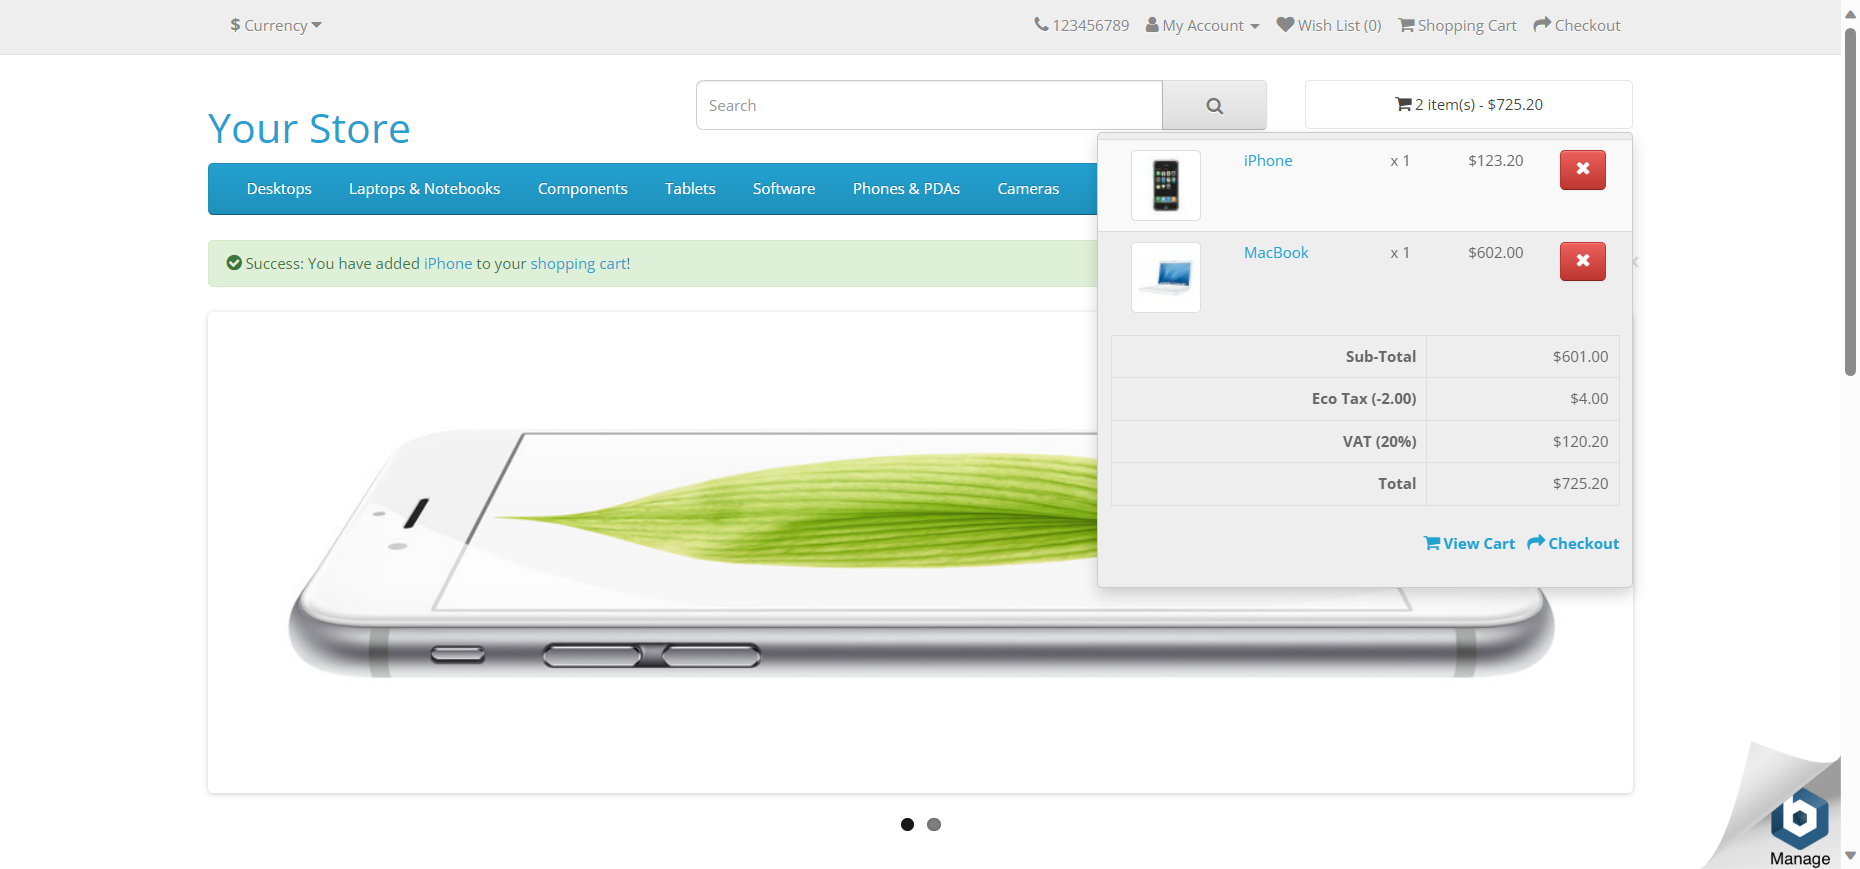 $ Currency
123456789 My Account Wish List (0) Shopping Cart Checkout
Your Store
Search
2 item(s) - $725.20
Desktops Laptops & Notebooks Components Tablets Software Phones & PDAs Cameras
Success: You have added iPhone to your shopping cart!
iPhone x 1 $123.20
MacBook x 1 $602.00
Sub-Total $601.00
Eco Tax (-2.00) $4.00
VAT (20%) $120.20
Total $725.20
View Cart Checkout
Manage